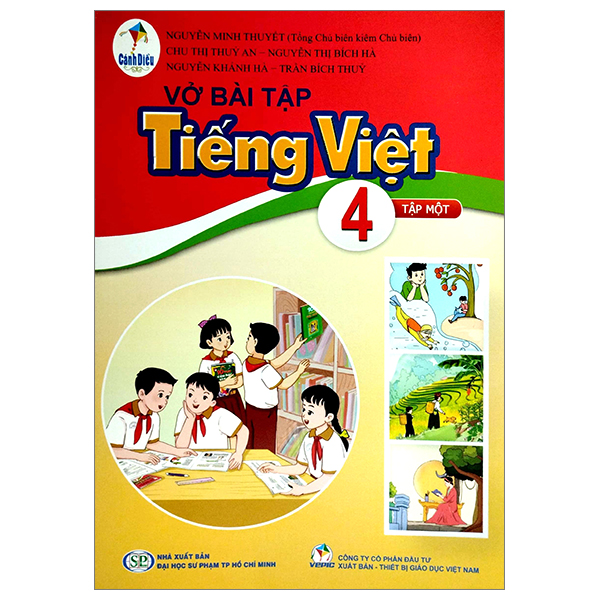 NGUYỄN MINH THUYẾT (Tổng Chủ biên kiêm Chủ biên)
CHU THỊ THUỶ AN – NGUYỄN THỊ BÍCH HÀ
NGUYỄN KHÁNH HÀ – TRẦN BÍCH THUỶ
Cánh Diều
VỞ BÀI TẬP
Tiếng Việt
4
TẬP MỘT
SP
NHÀ XUẤT BẢN
ĐẠI HỌC SƯ PHẠM TP HỒ CHÍ MINH
VEPIC
CÔNG TY CỔ PHẦN ĐẦU TƯ
XUẤT BẢN - THIẾT BỊ GIÁO DỤC VIỆT NAM